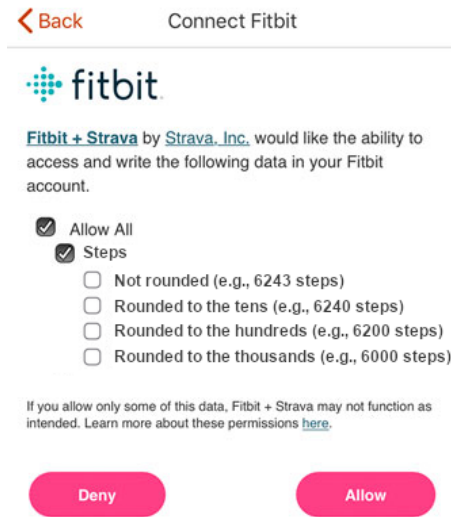 Back Connect Fitbit
fitbit.
Fitbit + Strava by Strava, Inc. would like the ability to
access and write the following data in your Fitbit
account.
Allow All
Steps
Not rounded (e.g., 6243 steps)
Rounded to the tens (e.g., 6240 steps)
Rounded to the hundreds (e.g., 6200 steps)
Rounded to the thousands (e.g., 6000 steps)
If you allow only some of this data, Fitbit + Strava may not function as
intended. Learn more about these permissions here.
Deny Allow